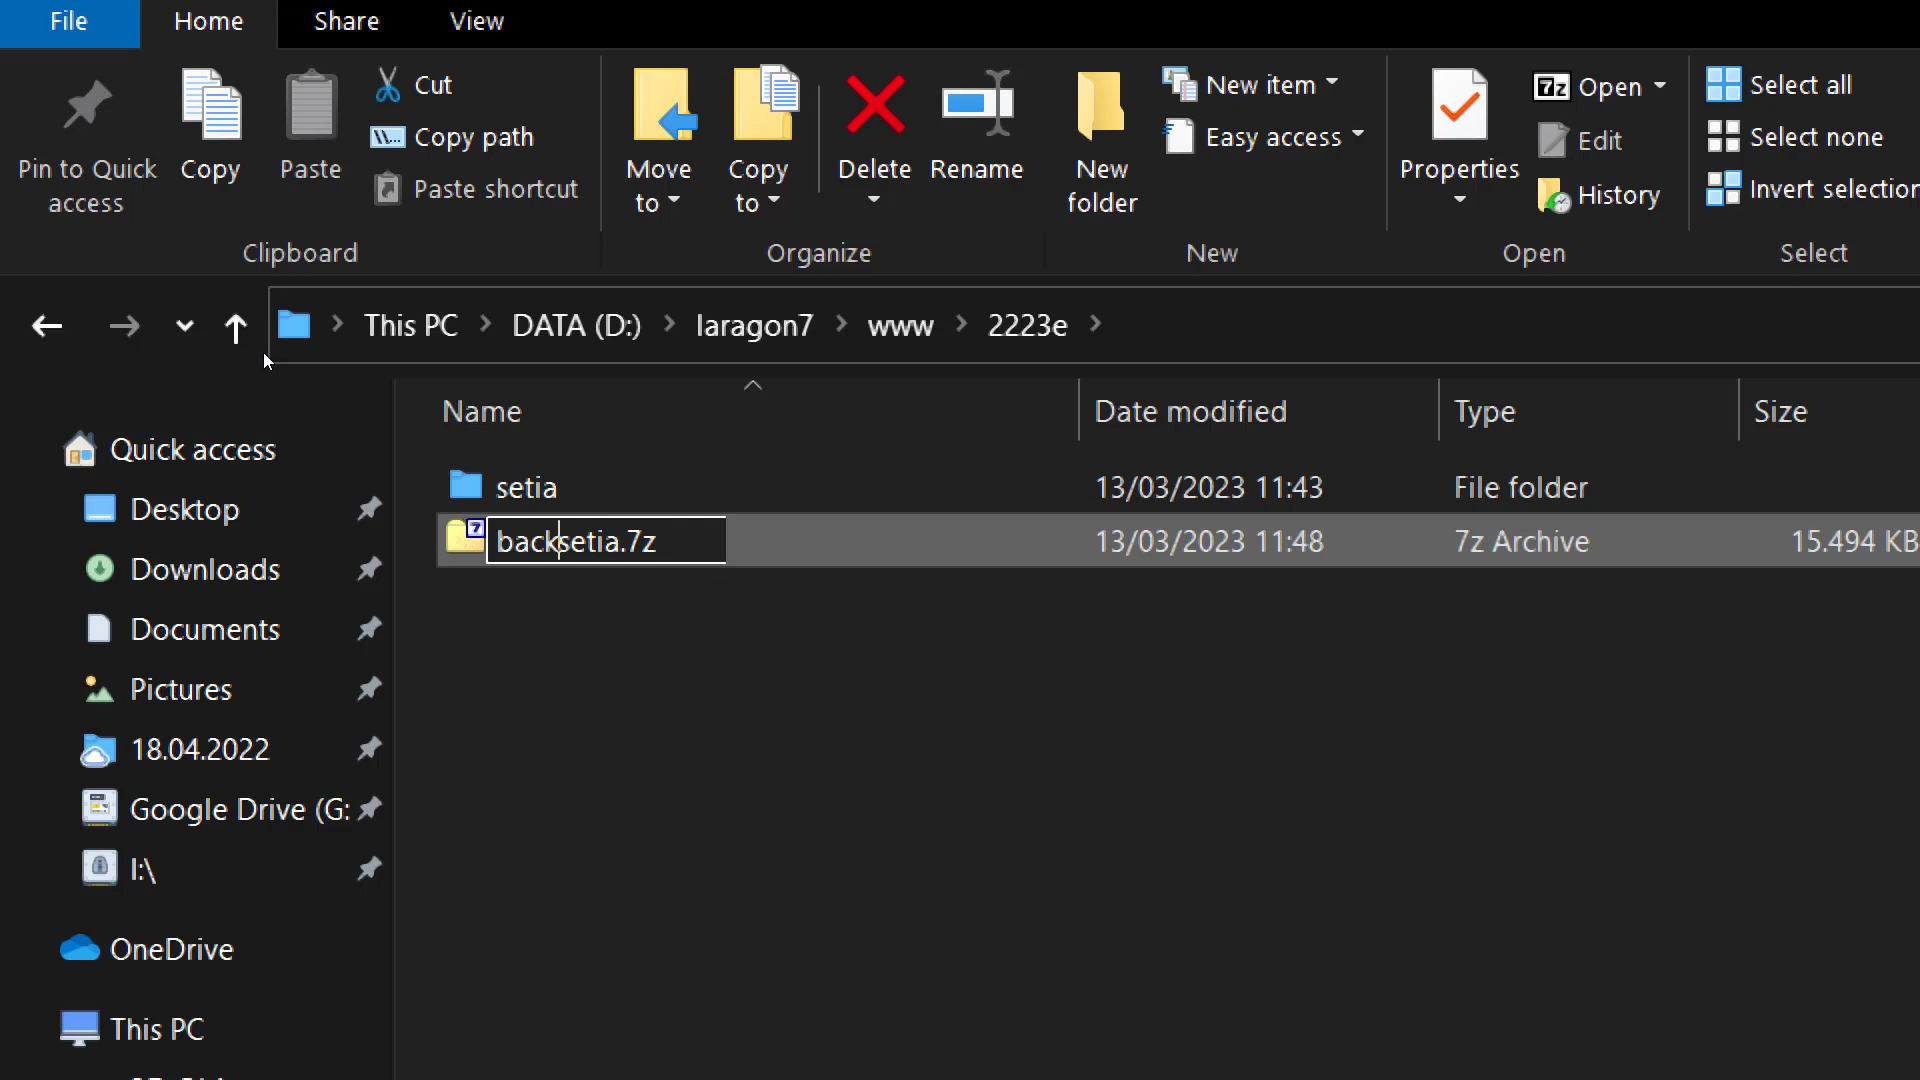 File Home Share View
Pin to Quick access
Copy
Paste
Cut
Copy path
Paste shortcut
Clipboard
Move to
Copy to
Delete
Rename
Organize
New folder
New item
Easy access
New
Properties
7z Open
Edit
History
Open
Select all
Select none
Invert selection
Select
This PC DATA (D:) laragon7 www 2223e
Name Date modified Type Size
setia 13/03/2023 11:43 File folder
backsetia.7z 13/03/2023 11:48 7z Archive 15.494 KB
Quick access
Desktop
Downloads
Documents
Pictures
18.04.2022
Google Drive (G:
I:\
OneDrive
This PC